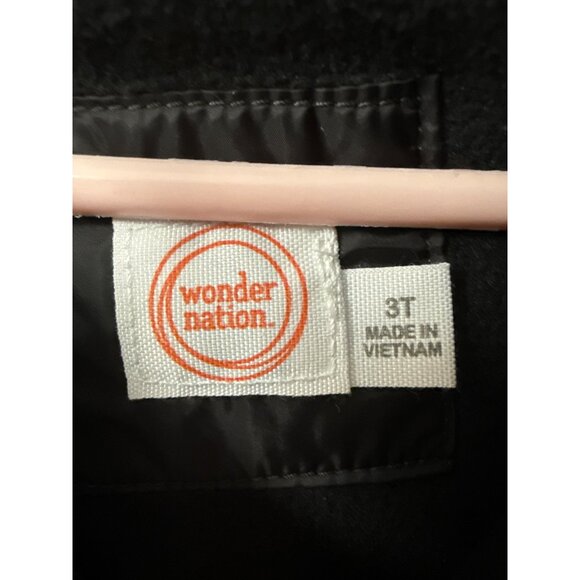 wonder
nation.
3T
MADE IN
VIETNAM